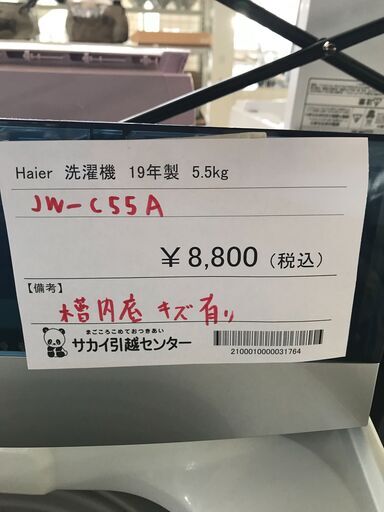 Haier 洗濯機 19年製 5.5kg
JW-C55A
￥8,800（税込）
【備考】
槽内底 キズ有り
まごころこめておつきあい
サカイ引越センター
2100010000031764